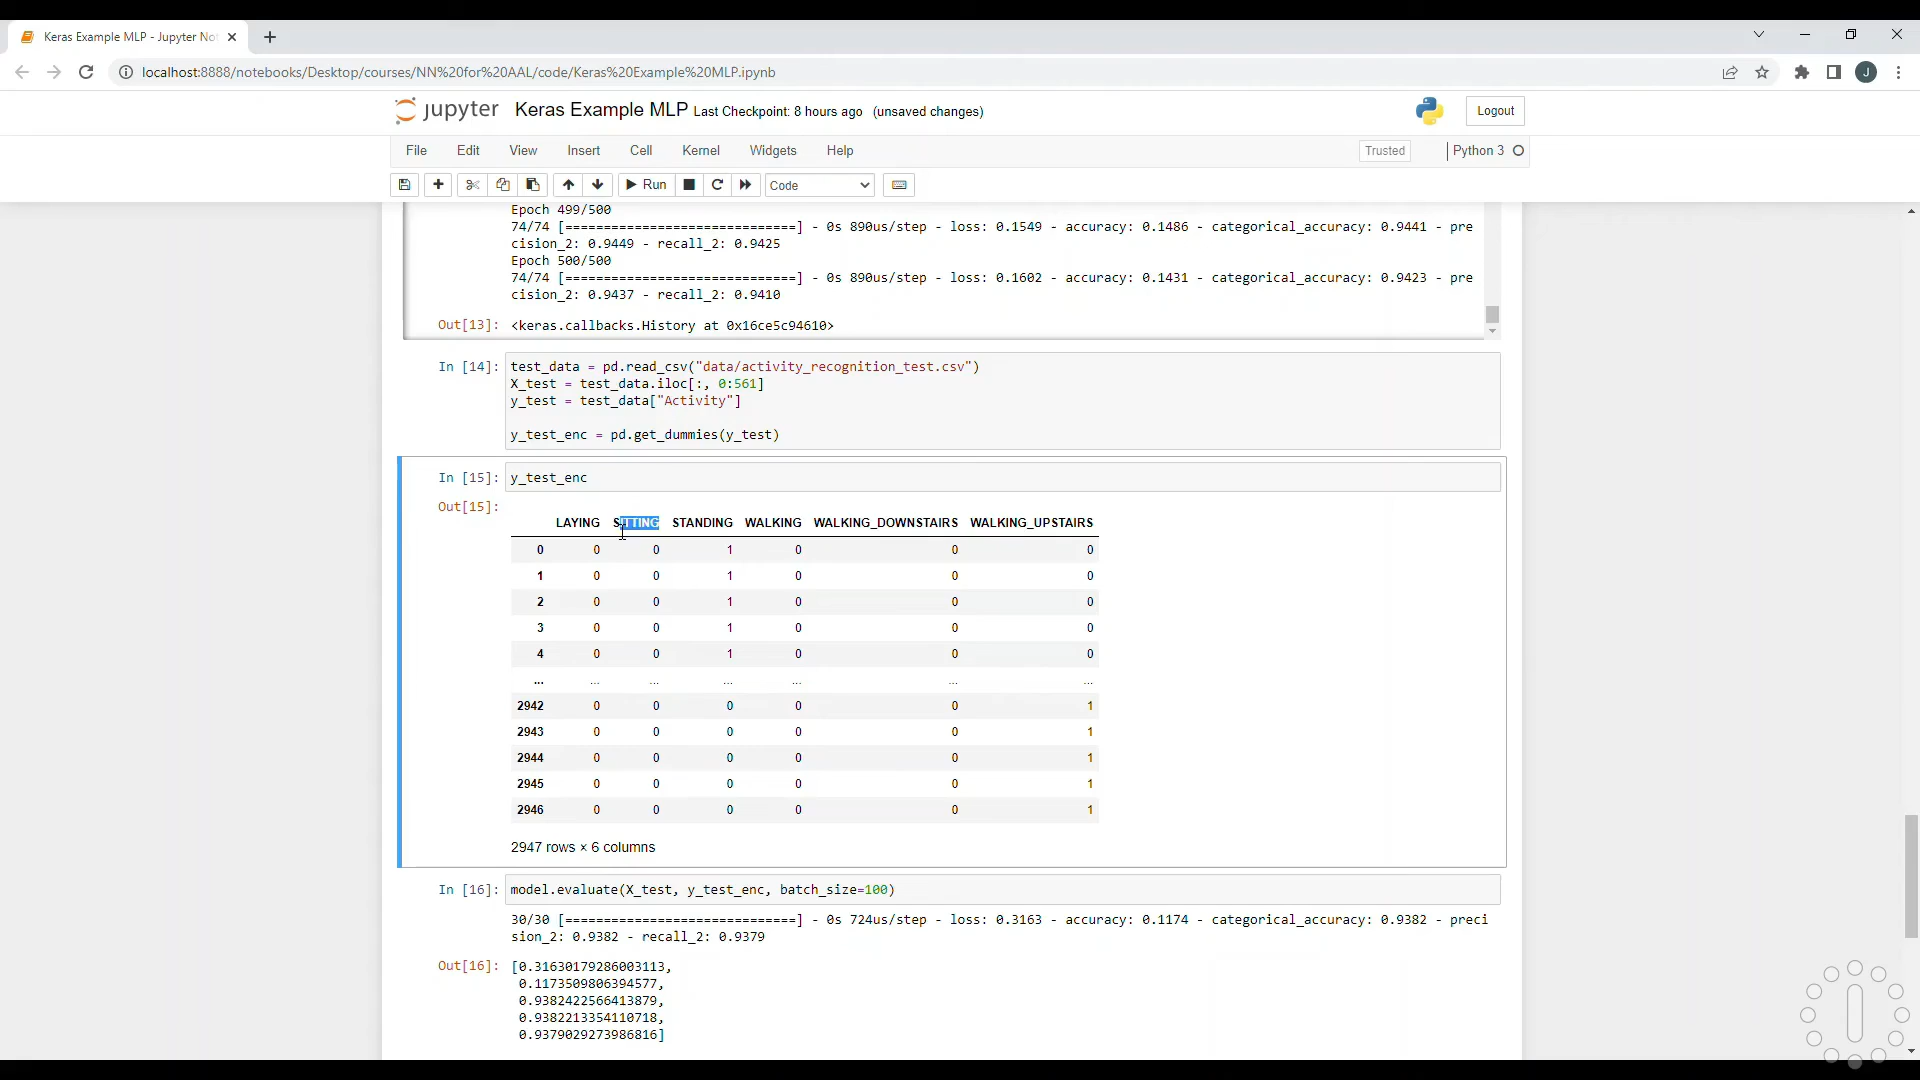 Keras Example MLP - Jupyter No
localhost:8888/notebooks/Desktop/courses/NN%20for%20AAL/code/Keras%20Example%20MLP.ipynb
J
jupyter Keras Example MLP Last Checkpoint: 8 hours ago (unsaved changes)
Logout
File Edit View Insert Cell Kernel Widgets Help
Trusted Python 3
Run Code
Epoch 499/500
74/74 [==============================] - 0s 890us/step - loss: 0.1549 - accuracy: 0.1486 - categorical_accuracy: 0.9441 - pre
cision_2: 0.9449 - recall_2: 0.9425
Epoch 500/500
74/74 [==============================] - 0s 890us/step - loss: 0.1602 - accuracy: 0.1431 - categorical_accuracy: 0.9423 - pre
cision_2: 0.9437 - recall_2: 0.9410
Out[13]: <keras.callbacks.History at 0x16ce5c94610>
In [14]: test_data = pd.read_csv("data/activity_recognition_test.csv")
X_test = test_data.iloc[:, 0:561]
y_test = test_data["Activity"]
y_test_enc = pd.get_dummies(y_test)
In [15]: y_test_enc
Out[15]:
LAYING SITTING STANDING WALKING WALKING_DOWNSTAIRS WALKING_UPSTAIRS
0 0 0 1 0 0 0
1 0 0 1 0 0 0
2 0 0 1 0 0 0
3 0 0 1 0 0 0
4 0 0 1 0 0 0
... ... ... ... ... ... ...
2942 0 0 0 0 0 1
2943 0 0 0 0 0 1
2944 0 0 0 0 0 1
2945 0 0 0 0 0 1
2946 0 0 0 0 0 1
2947 rows × 6 columns
In [16]: model.evaluate(X_test, y_test_enc, batch_size=100)
30/30 [==============================] - 0s 724us/step - loss: 0.3163 - accuracy: 0.1174 - categorical_accuracy: 0.9382 - preci
sion_2: 0.9382 - recall_2: 0.9379
Out[16]: [0.31630179286003113,
0.1173509806394577,
0.9382422566413879,
0.9382213354110718,
0.9379029273986816]